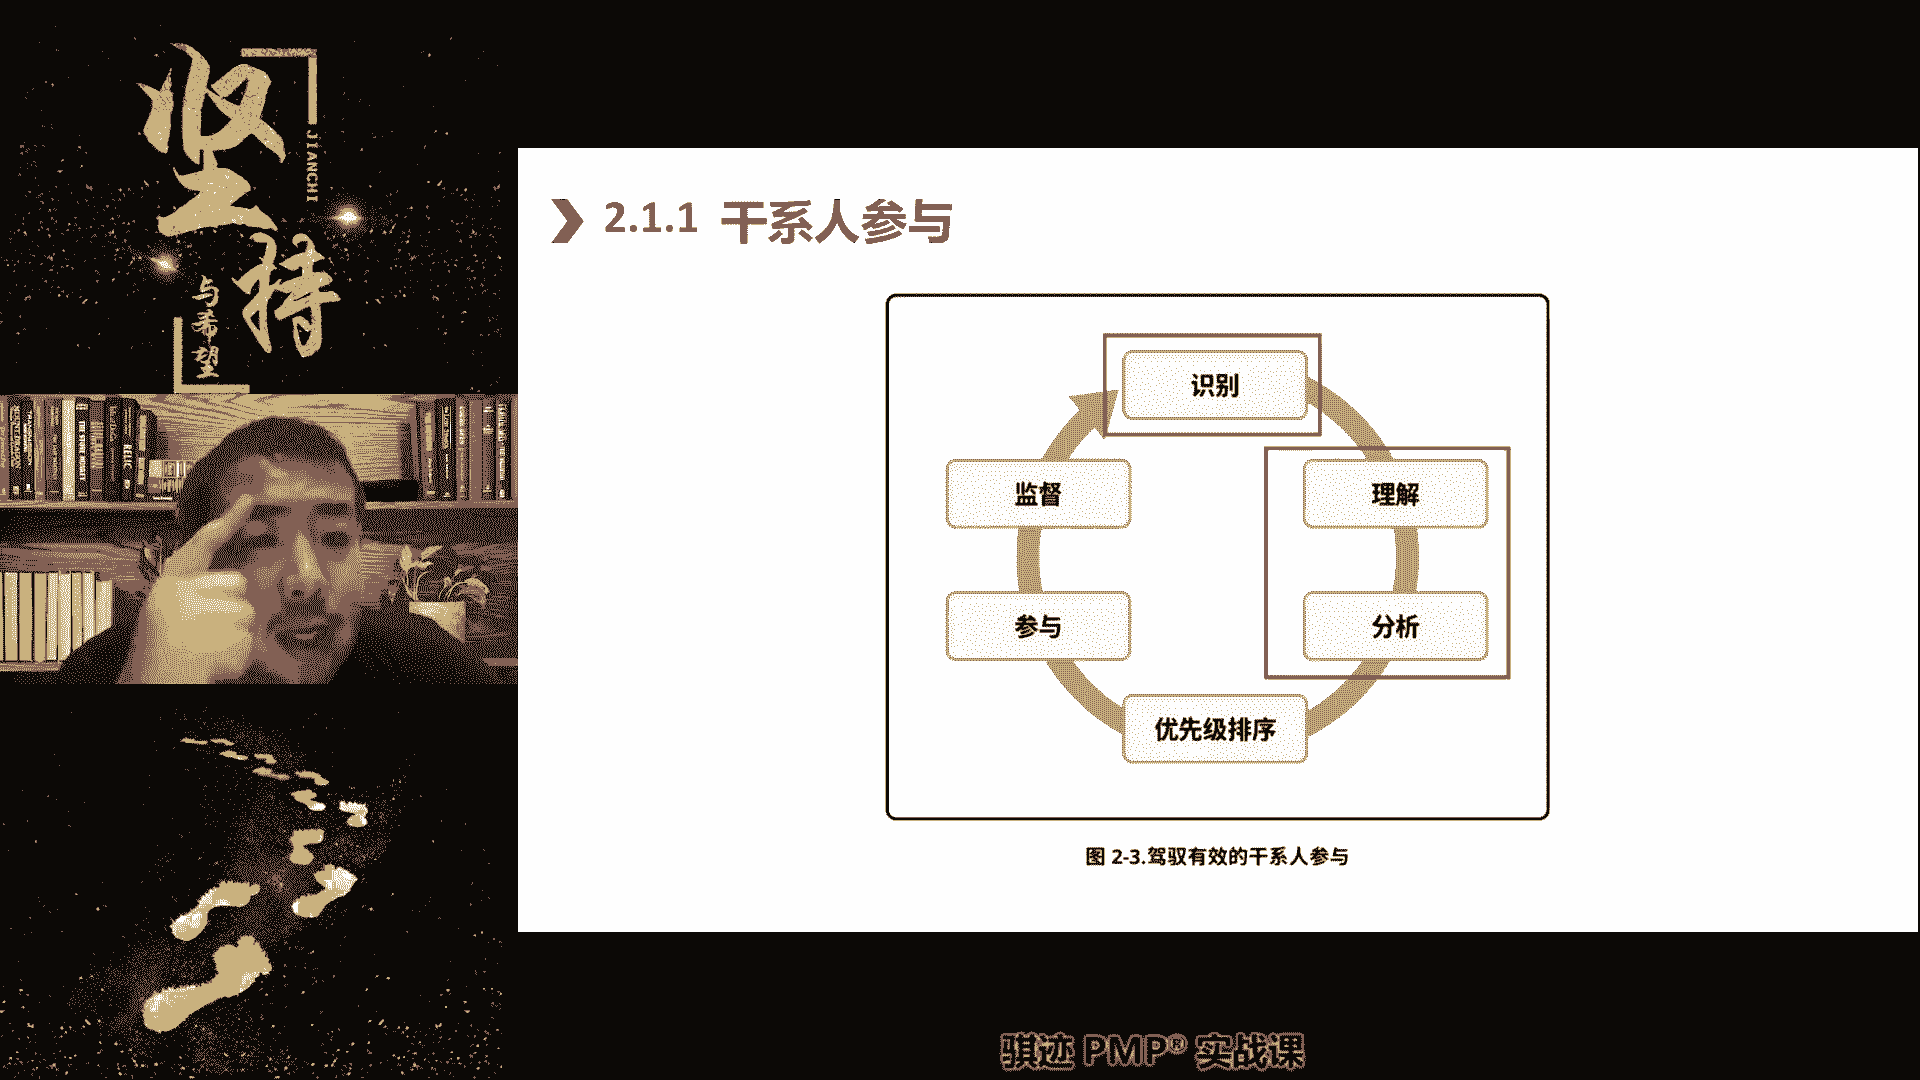 坚持
JIANCHI
与希望
2.1.1 干系人参与
识别
监督
理解
参与
分析
优先级排序
图 2-3.驾驭有效的干系人参与
骐迹 PMP® 实战课